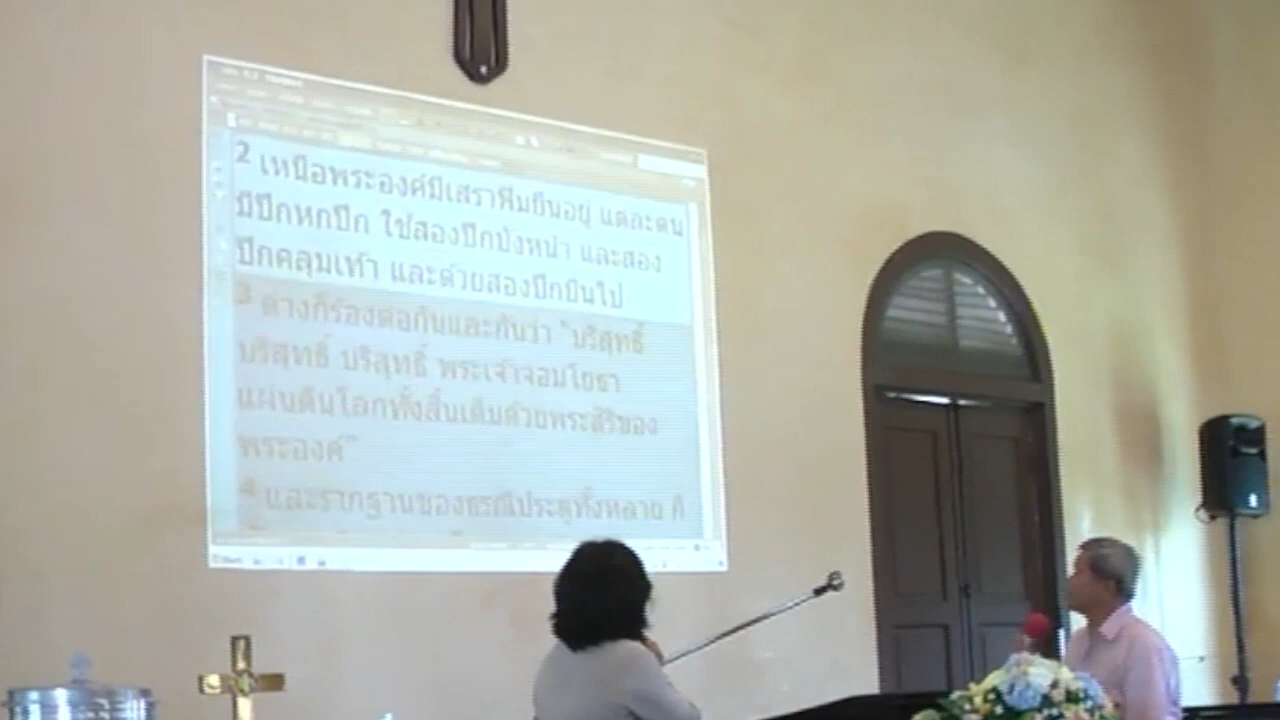 2 เหนือพระองค์มีเสราฟิมยืนอยู่ แต่ละตน
มีปีกหกปีก ใช้สองปีกบังหน้า และสอง
ปีกคลุมเท้า และด้วยสองปีกบินไป
3 ต่างก็ร้องต่อกันและกันว่า "บริสุทธิ์
บริสุทธิ์ บริสุทธิ์ พระเจ้าจอมโยธา
แผ่นดินโลกทั้งสิ้นเต็มด้วยพระสิริของ
พระองค์"
4 และรากฐานของธรณีประตูทั้งหลาย ก็